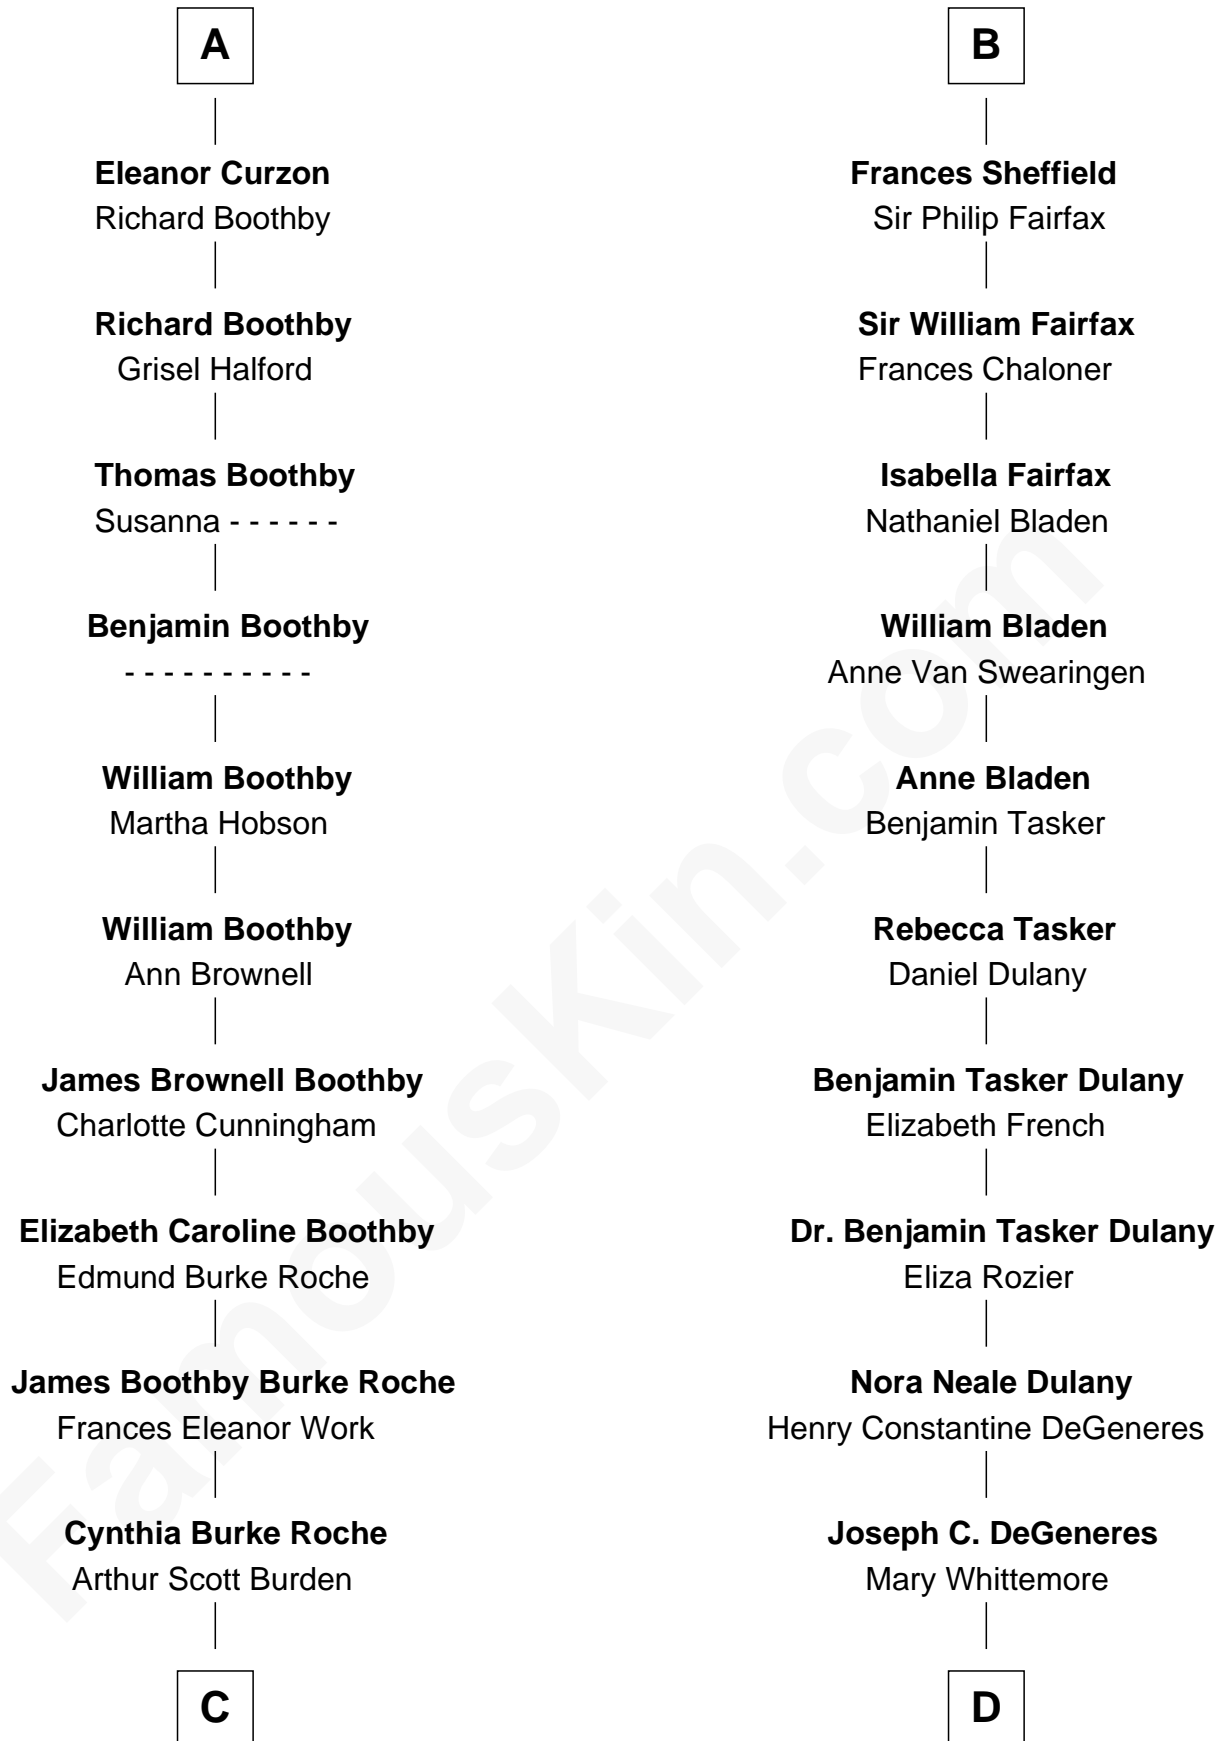 A
Eleanor Curzon
Richard Boothby
Richard Boothby
Grisel Halford
Thomas Boothby
Susanna - - - - - -
Benjamin Boothby
- - - - - - - - - -
William Boothby
Martha Hobson
William Boothby
Ann Brownell
James Brownell Boothby
Charlotte Cunningham
Elizabeth Caroline Boothby
Edmund Burke Roche
James Boothby Burke Roche
Frances Eleanor Work
Cynthia Burke Roche
Arthur Scott Burden
C
B
Frances Sheffield
Sir Philip Fairfax
Sir William Fairfax
Frances Chaloner
Isabella Fairfax
Nathaniel Bladen
William Bladen
Anne Van Swearingen
Anne Bladen
Benjamin Tasker
Rebecca Tasker
Daniel Dulany
Benjamin Tasker Dulany
Elizabeth French
Dr. Benjamin Tasker Dulany
Eliza Rozier
Nora Neale Dulany
Henry Constantine DeGeneres
Joseph C. DeGeneres
Mary Whittemore
D
FamousKin.com